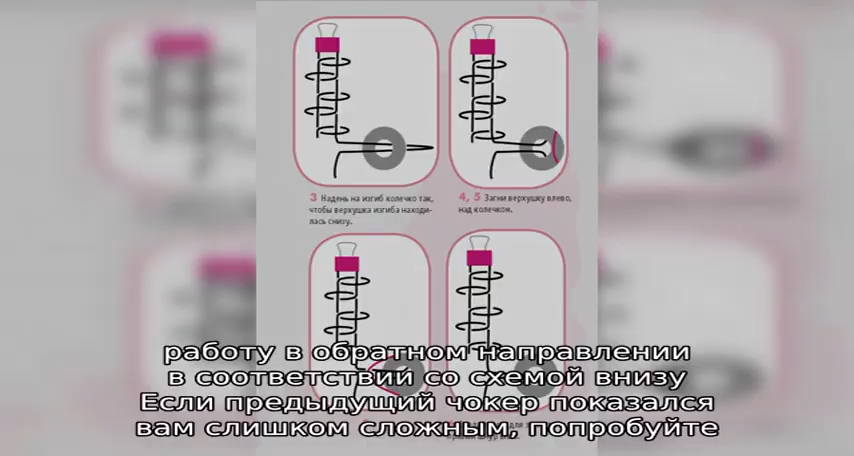 3 Надень на изгиб колечко так,
чтобы верхушка изгиба находи-
лась снизу.
4, 5 Загни верхушку влево,
над колечком.
работу в обратном направлении
в соответствий со схемой внизу
Если предыдущий чокер показался
вам слишком сложным, попробуйте